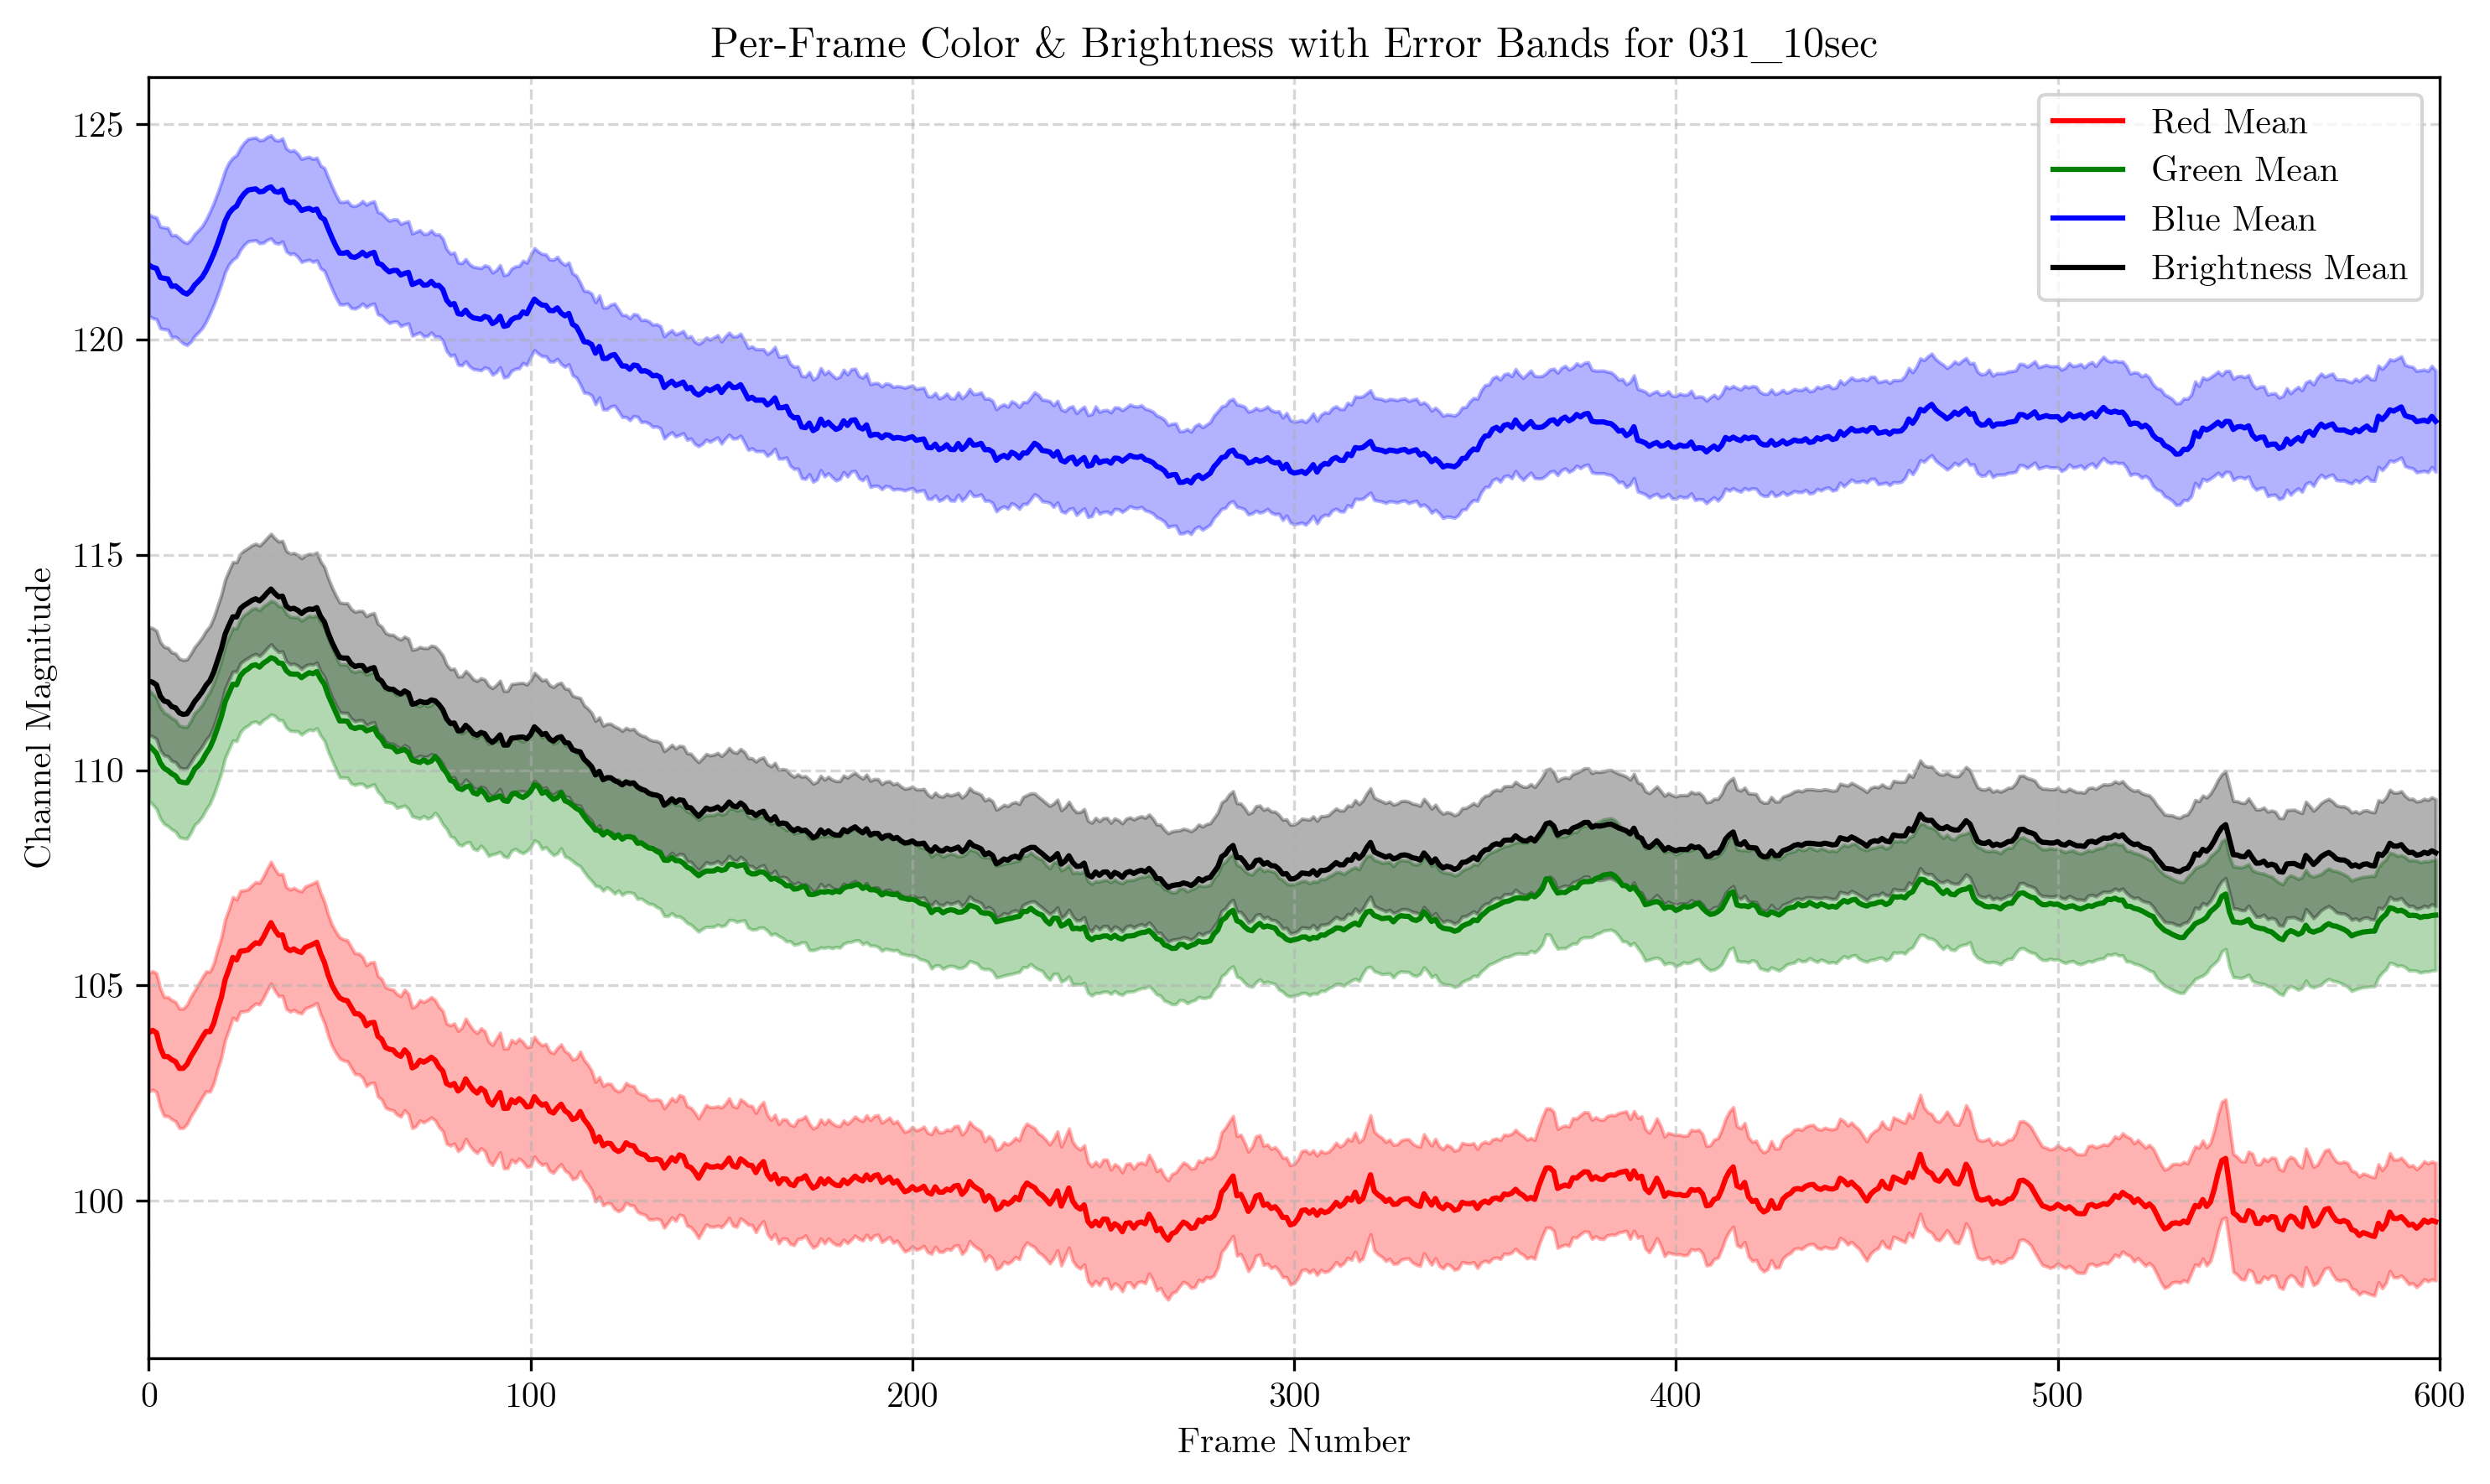 Per-Frame Color & Brightness with Error Bands for 031_10sec
Red Mean
Green Mean
Blue Mean
Brightness Mean
Channel Magnitude
125
120
115
110
105
100
0 100 200 300 400 500 600
Frame Number